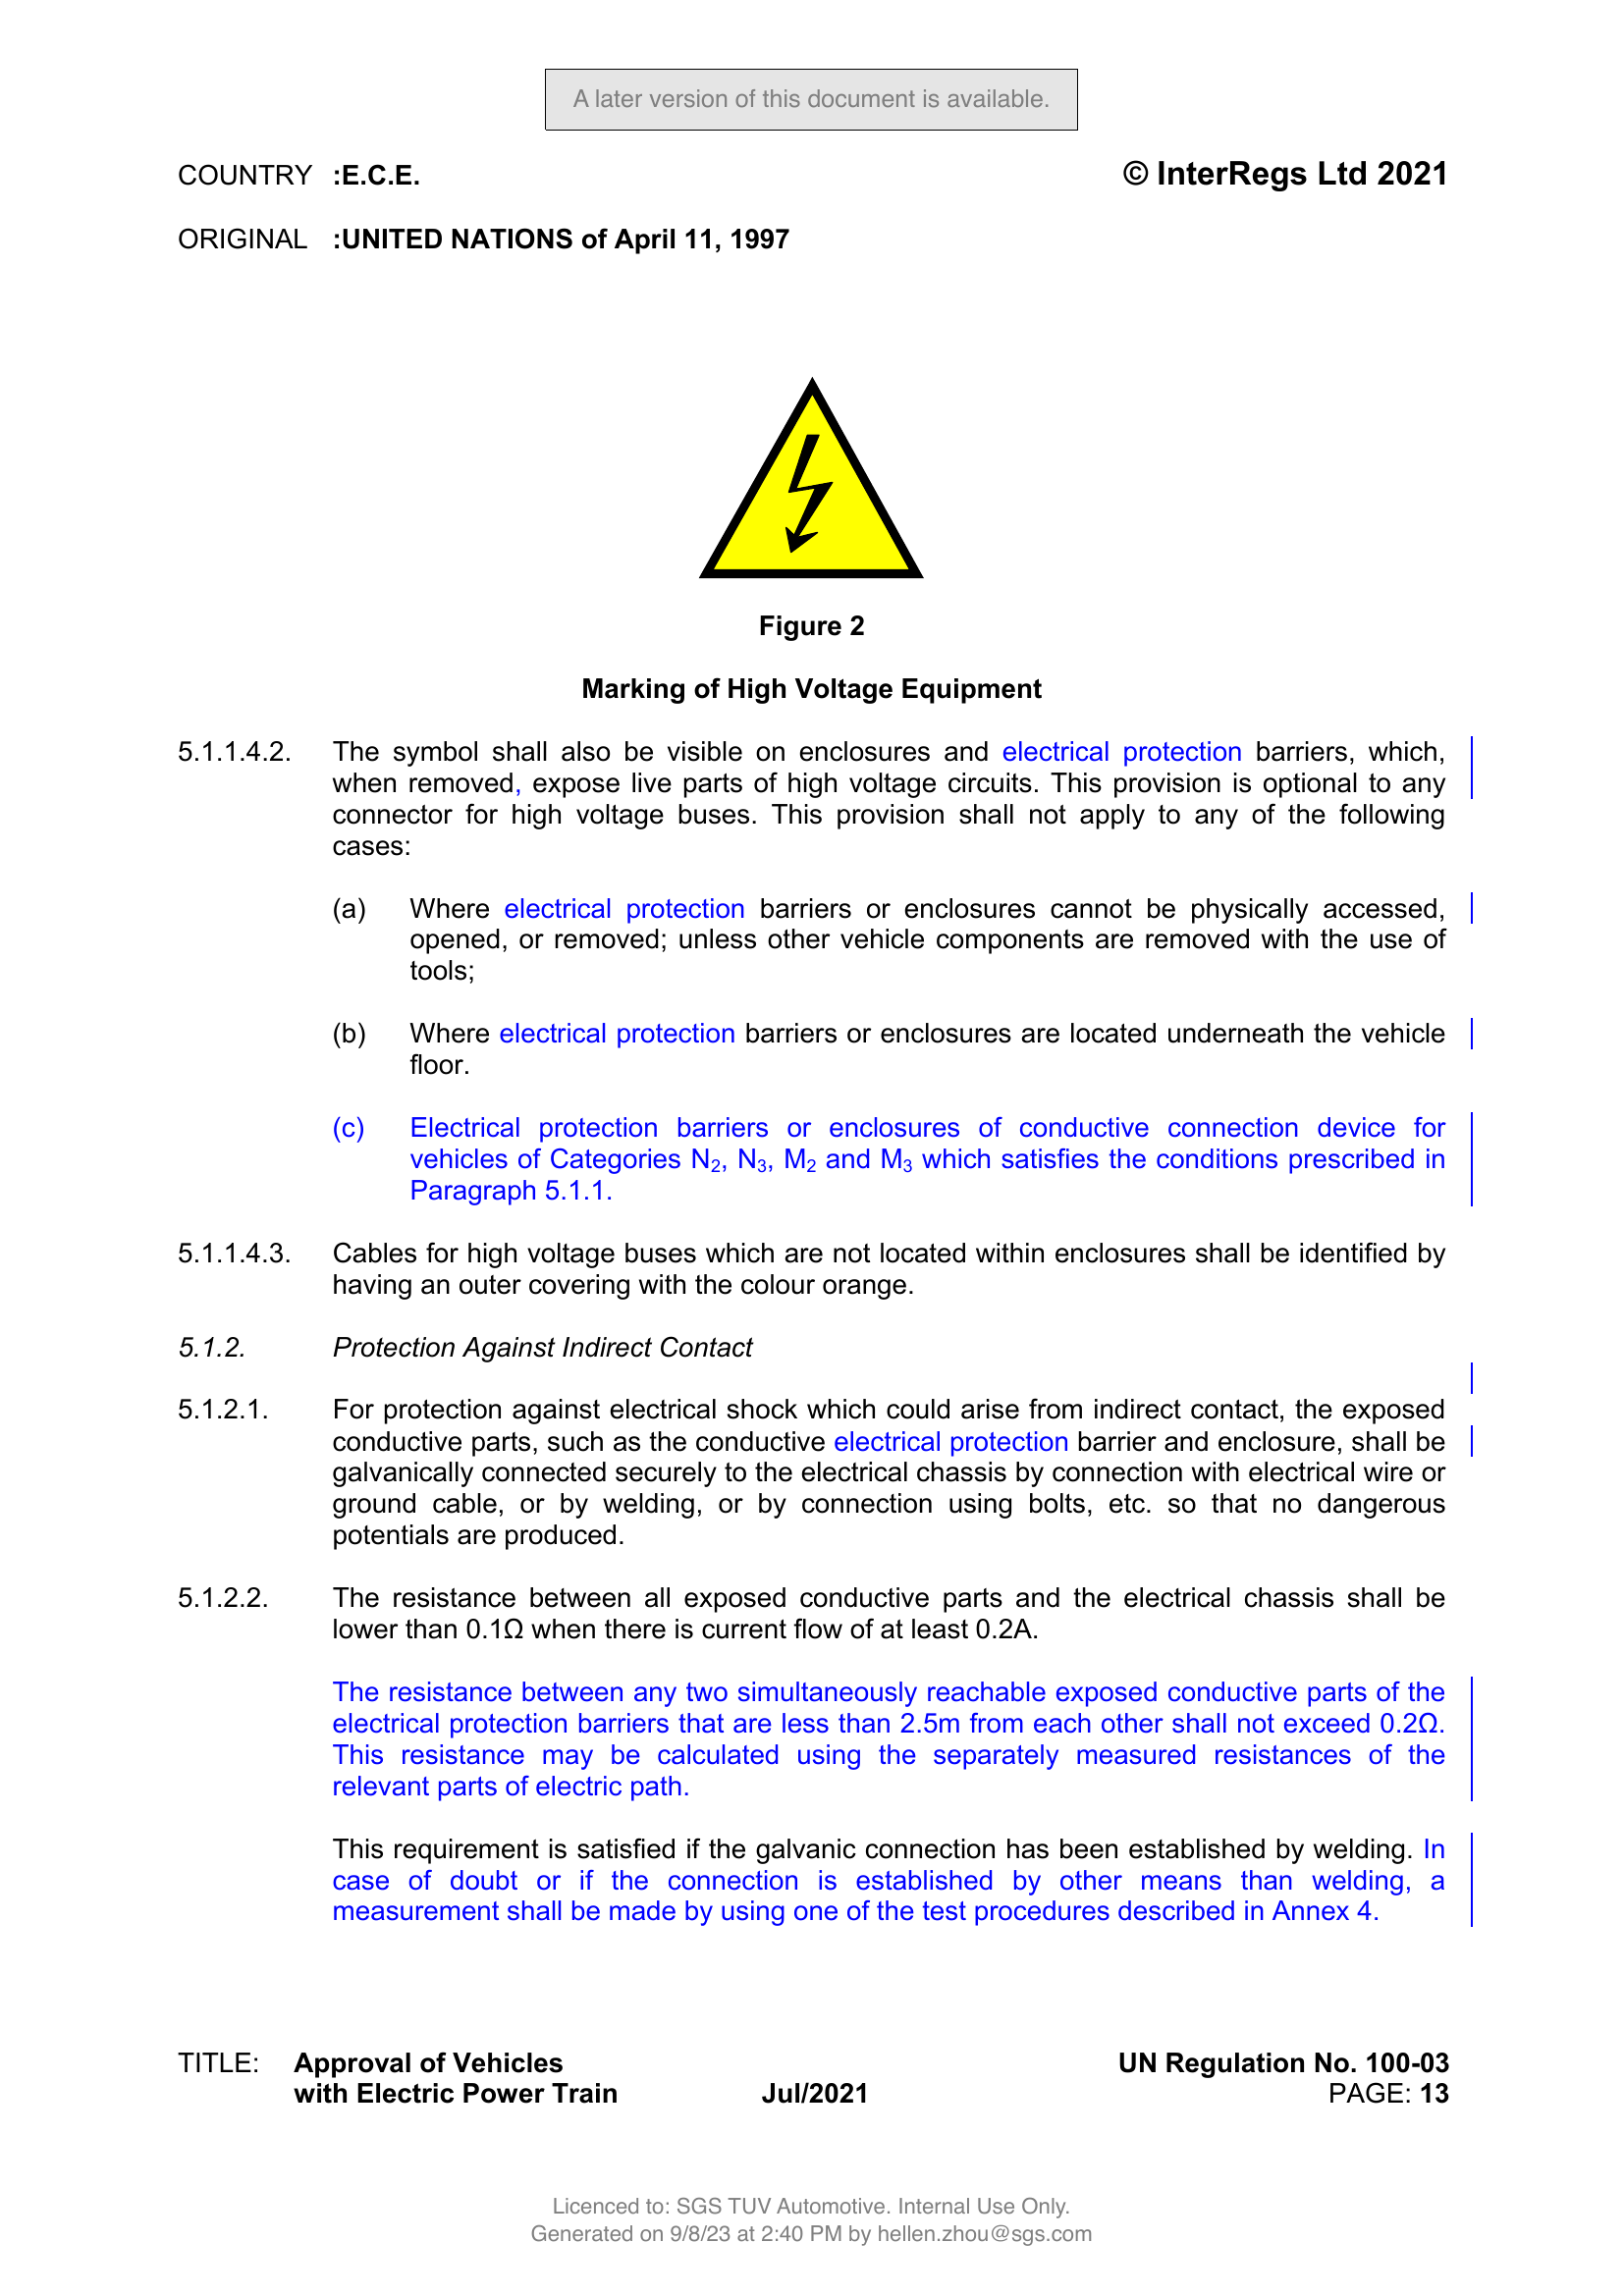 A later version of this document is available.
COUNTRY :E.C.E. © InterRegs Ltd 2021
ORIGINAL :UNITED NATIONS of April 11, 1997
Figure 2
Marking of High Voltage Equipment
5.1.1.4.2. The symbol shall also be visible on enclosures and electrical protection barriers, which,
when removed, expose live parts of high voltage circuits. This provision is optional to any
connector for high voltage buses. This provision shall not apply to any of the following
cases:
(a) Where electrical protection barriers or enclosures cannot be physically accessed,
opened, or removed; unless other vehicle components are removed with the use of
tools;
(b) Where electrical protection barriers or enclosures are located underneath the vehicle
floor.
(c) Electrical protection barriers or enclosures of conductive connection device for
vehicles of Categories N₂, N₃, M₂ and M₃ which satisfies the conditions prescribed in
Paragraph 5.1.1.
5.1.1.4.3. Cables for high voltage buses which are not located within enclosures shall be identified by
having an outer covering with the colour orange.
5.1.2. Protection Against Indirect Contact
5.1.2.1. For protection against electrical shock which could arise from indirect contact, the exposed
conductive parts, such as the conductive electrical protection barrier and enclosure, shall be
galvanically connected securely to the electrical chassis by connection with electrical wire or
ground cable, or by welding, or by connection using bolts, etc. so that no dangerous
potentials are produced.
5.1.2.2. The resistance between all exposed conductive parts and the electrical chassis shall be
lower than 0.1Ω when there is current flow of at least 0.2A.
The resistance between any two simultaneously reachable exposed conductive parts of the
electrical protection barriers that are less than 2.5m from each other shall not exceed 0.2Ω.
This resistance may be calculated using the separately measured resistances of the
relevant parts of electric path.
This requirement is satisfied if the galvanic connection has been established by welding. In
case of doubt or if the connection is established by other means than welding, a
measurement shall be made by using one of the test procedures described in Annex 4.
TITLE: Approval of Vehicles UN Regulation No. 100-03
with Electric Power Train Jul/2021 PAGE: 13
Licenced to: SGS TUV Automotive. Internal Use Only.
Generated on 9/8/23 at 2:40 PM by hellen.zhou@sgs.com